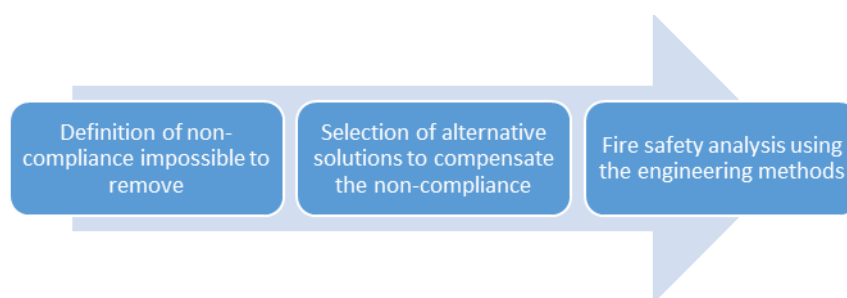 Definition of non-
compliance impossible to
remove
Selection of alternative
solutions to compensate
the non-compliance
Fire safety analysis using
the engineering methods